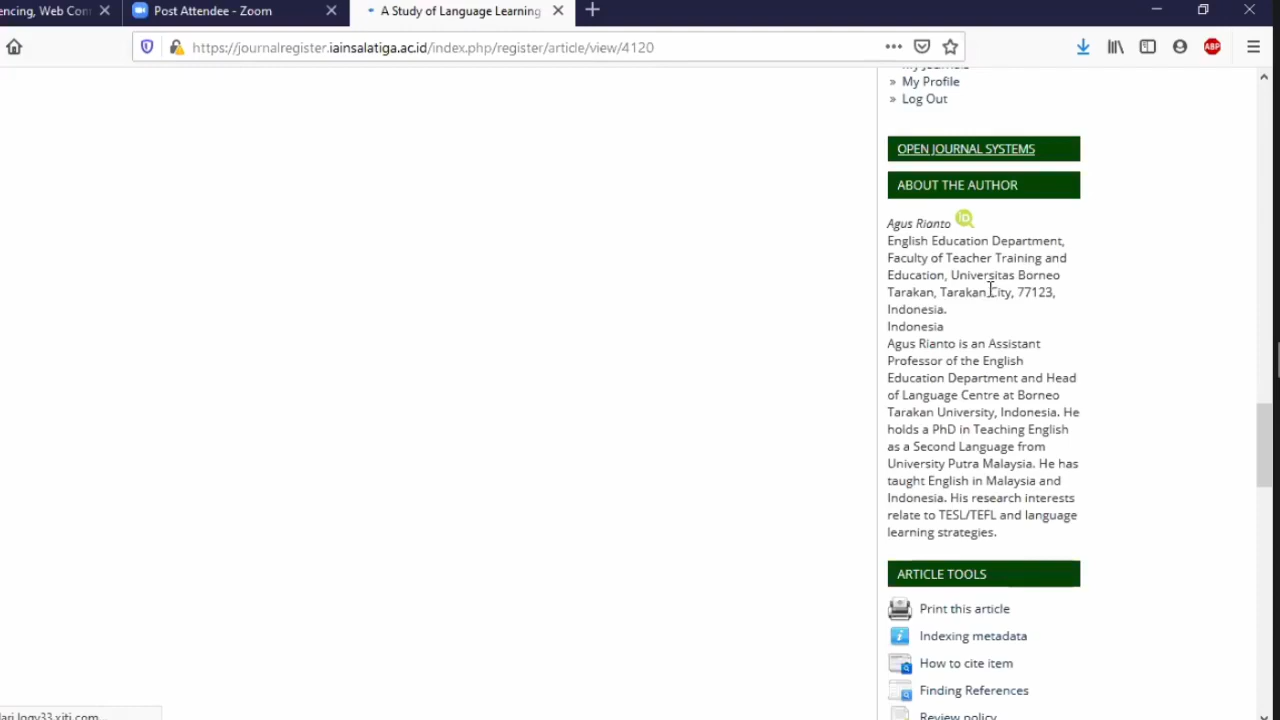 encing, Web Con
Post Attendee - Zoom
A Study of Language Learning
https://journalregister.iainsalatiga.ac.id/index.php/register/article/view/4120
ABP
» My Journals
» My Profile
» Log Out
OPEN JOURNAL SYSTEMS
ABOUT THE AUTHOR
Agus Rianto iD
English Education Department,
Faculty of Teacher Training and
Education, Universitas Borneo
Tarakan, Tarakan City, 77123,
Indonesia.
Indonesia
Agus Rianto is an Assistant
Professor of the English
Education Department and Head
of Language Centre at Borneo
Tarakan University, Indonesia. He
holds a PhD in Teaching English
as a Second Language from
University Putra Malaysia. He has
taught English in Malaysia and
Indonesia. His research interests
relate to TESL/TEFL and language
learning strategies.
ARTICLE TOOLS
Print this article
Indexing metadata
How to cite item
Finding References
Review policy